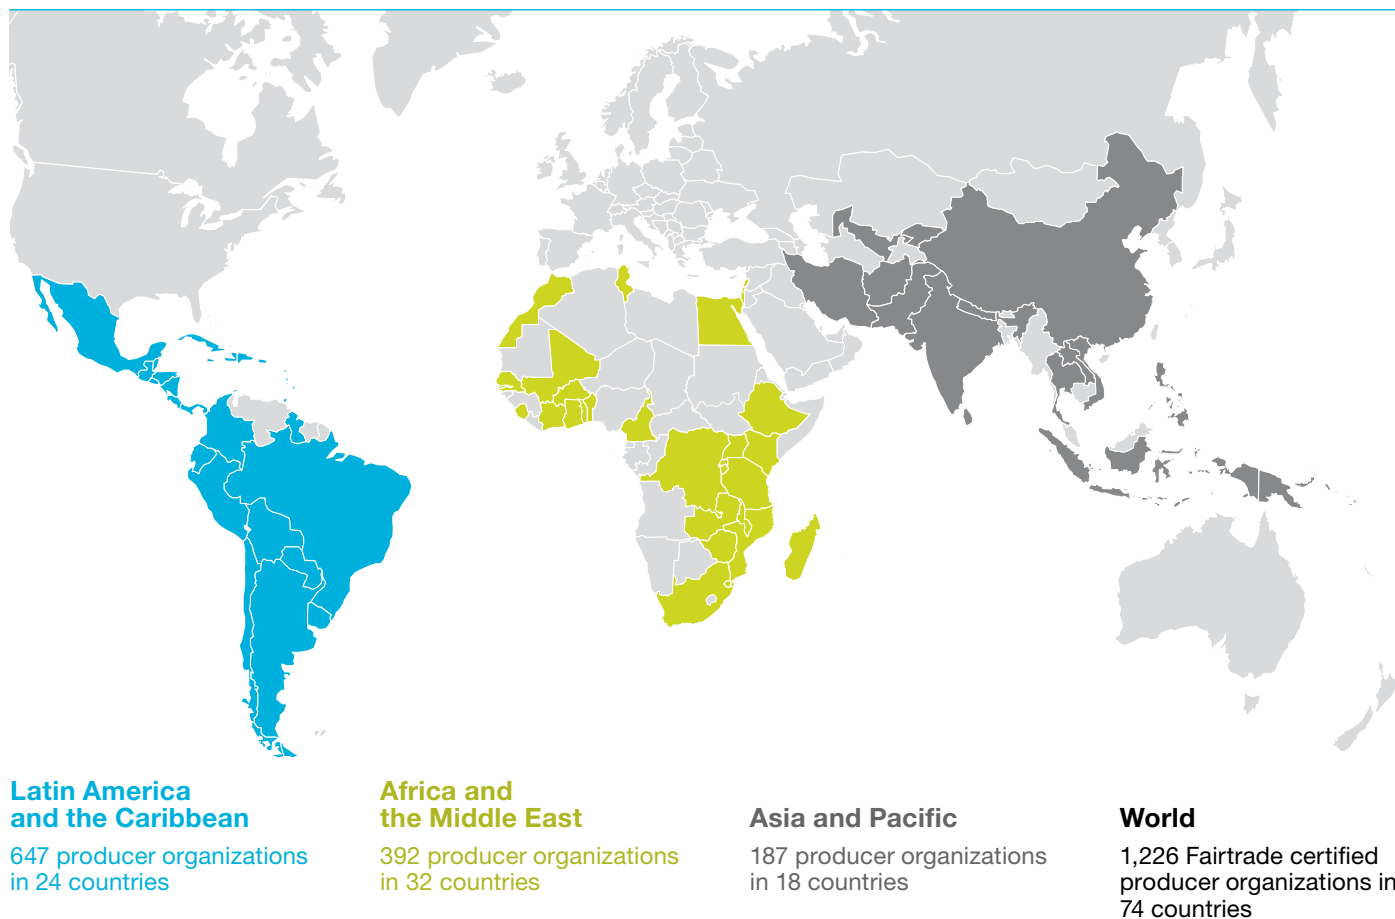 Latin America
and the Caribbean
647 producer organizations
in 24 countries
Africa and
the Middle East
392 producer organizations
in 32 countries
Asia and Pacific
187 producer organizations
in 18 countries
World
1,226 Fairtrade certified
producer organizations in
74 countries